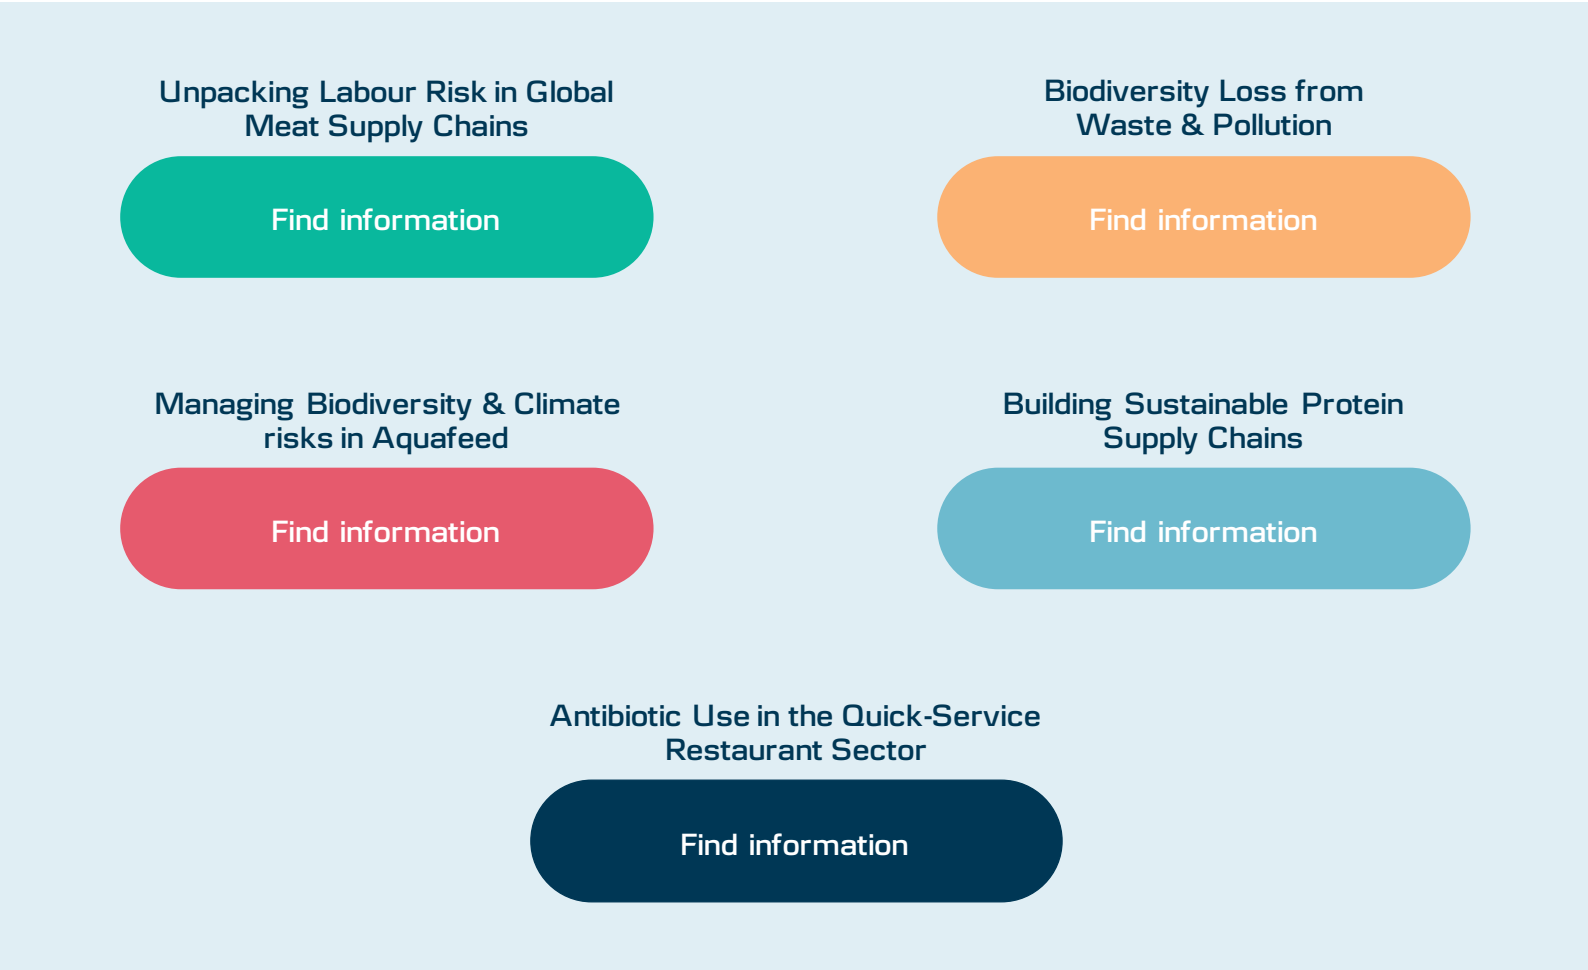 Unpacking Labour Risk in Global
Meat Supply Chains
Find information
Biodiversity Loss from
Waste & Pollution
Find information
Managing Biodiversity & Climate
risks in Aquafeed
Find information
Building Sustainable Protein
Supply Chains
Find information
Antibiotic Use in the Quick-Service
Restaurant Sector
Find information